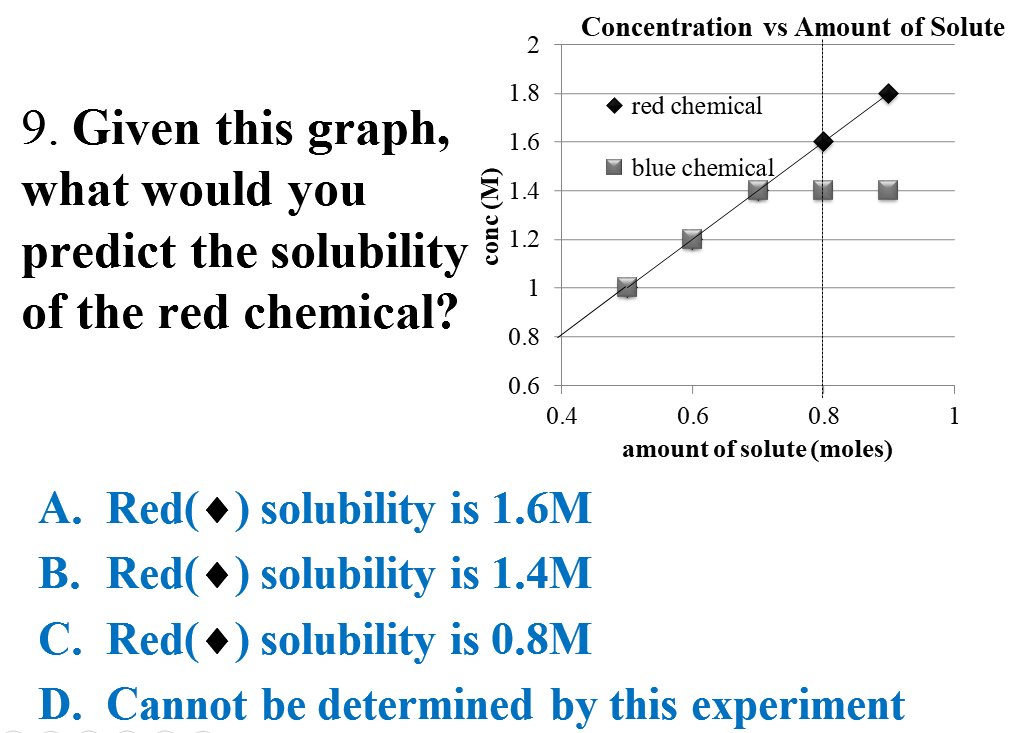 9. Given this graph,
what would you
predict the solubility
of the red chemical?
Concentration vs Amount of Solute
2
1.8
1.6
1.4
1.2
1
0.8
0.6
conc (M)
♦ red chemical
blue chemical
0.4 0.6 0.8 1
amount of solute (moles)
A. Red(♦) solubility is 1.6M
B. Red(♦) solubility is 1.4M
C. Red(♦) solubility is 0.8M
D. Cannot be determined by this experiment